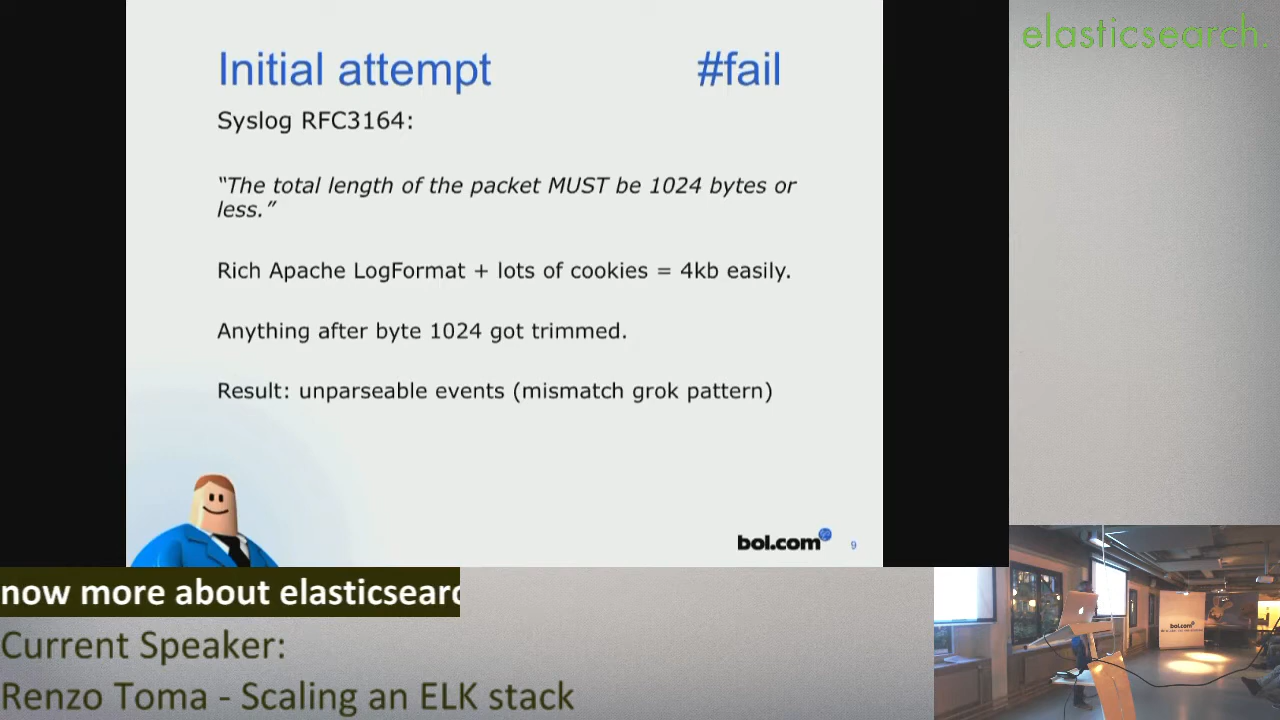 Initial attempt #fail
Syslog RFC3164:
“The total length of the packet MUST be 1024 bytes or
less.”
Rich Apache LogFormat + lots of cookies = 4kb easily.
Anything after byte 1024 got trimmed.
Result: unparseable events (mismatch grok pattern)
bol.com 9
elasticsearch.
now more about elasticsearc
Current Speaker:
Renzo Toma - Scaling an ELK stack
bol.com